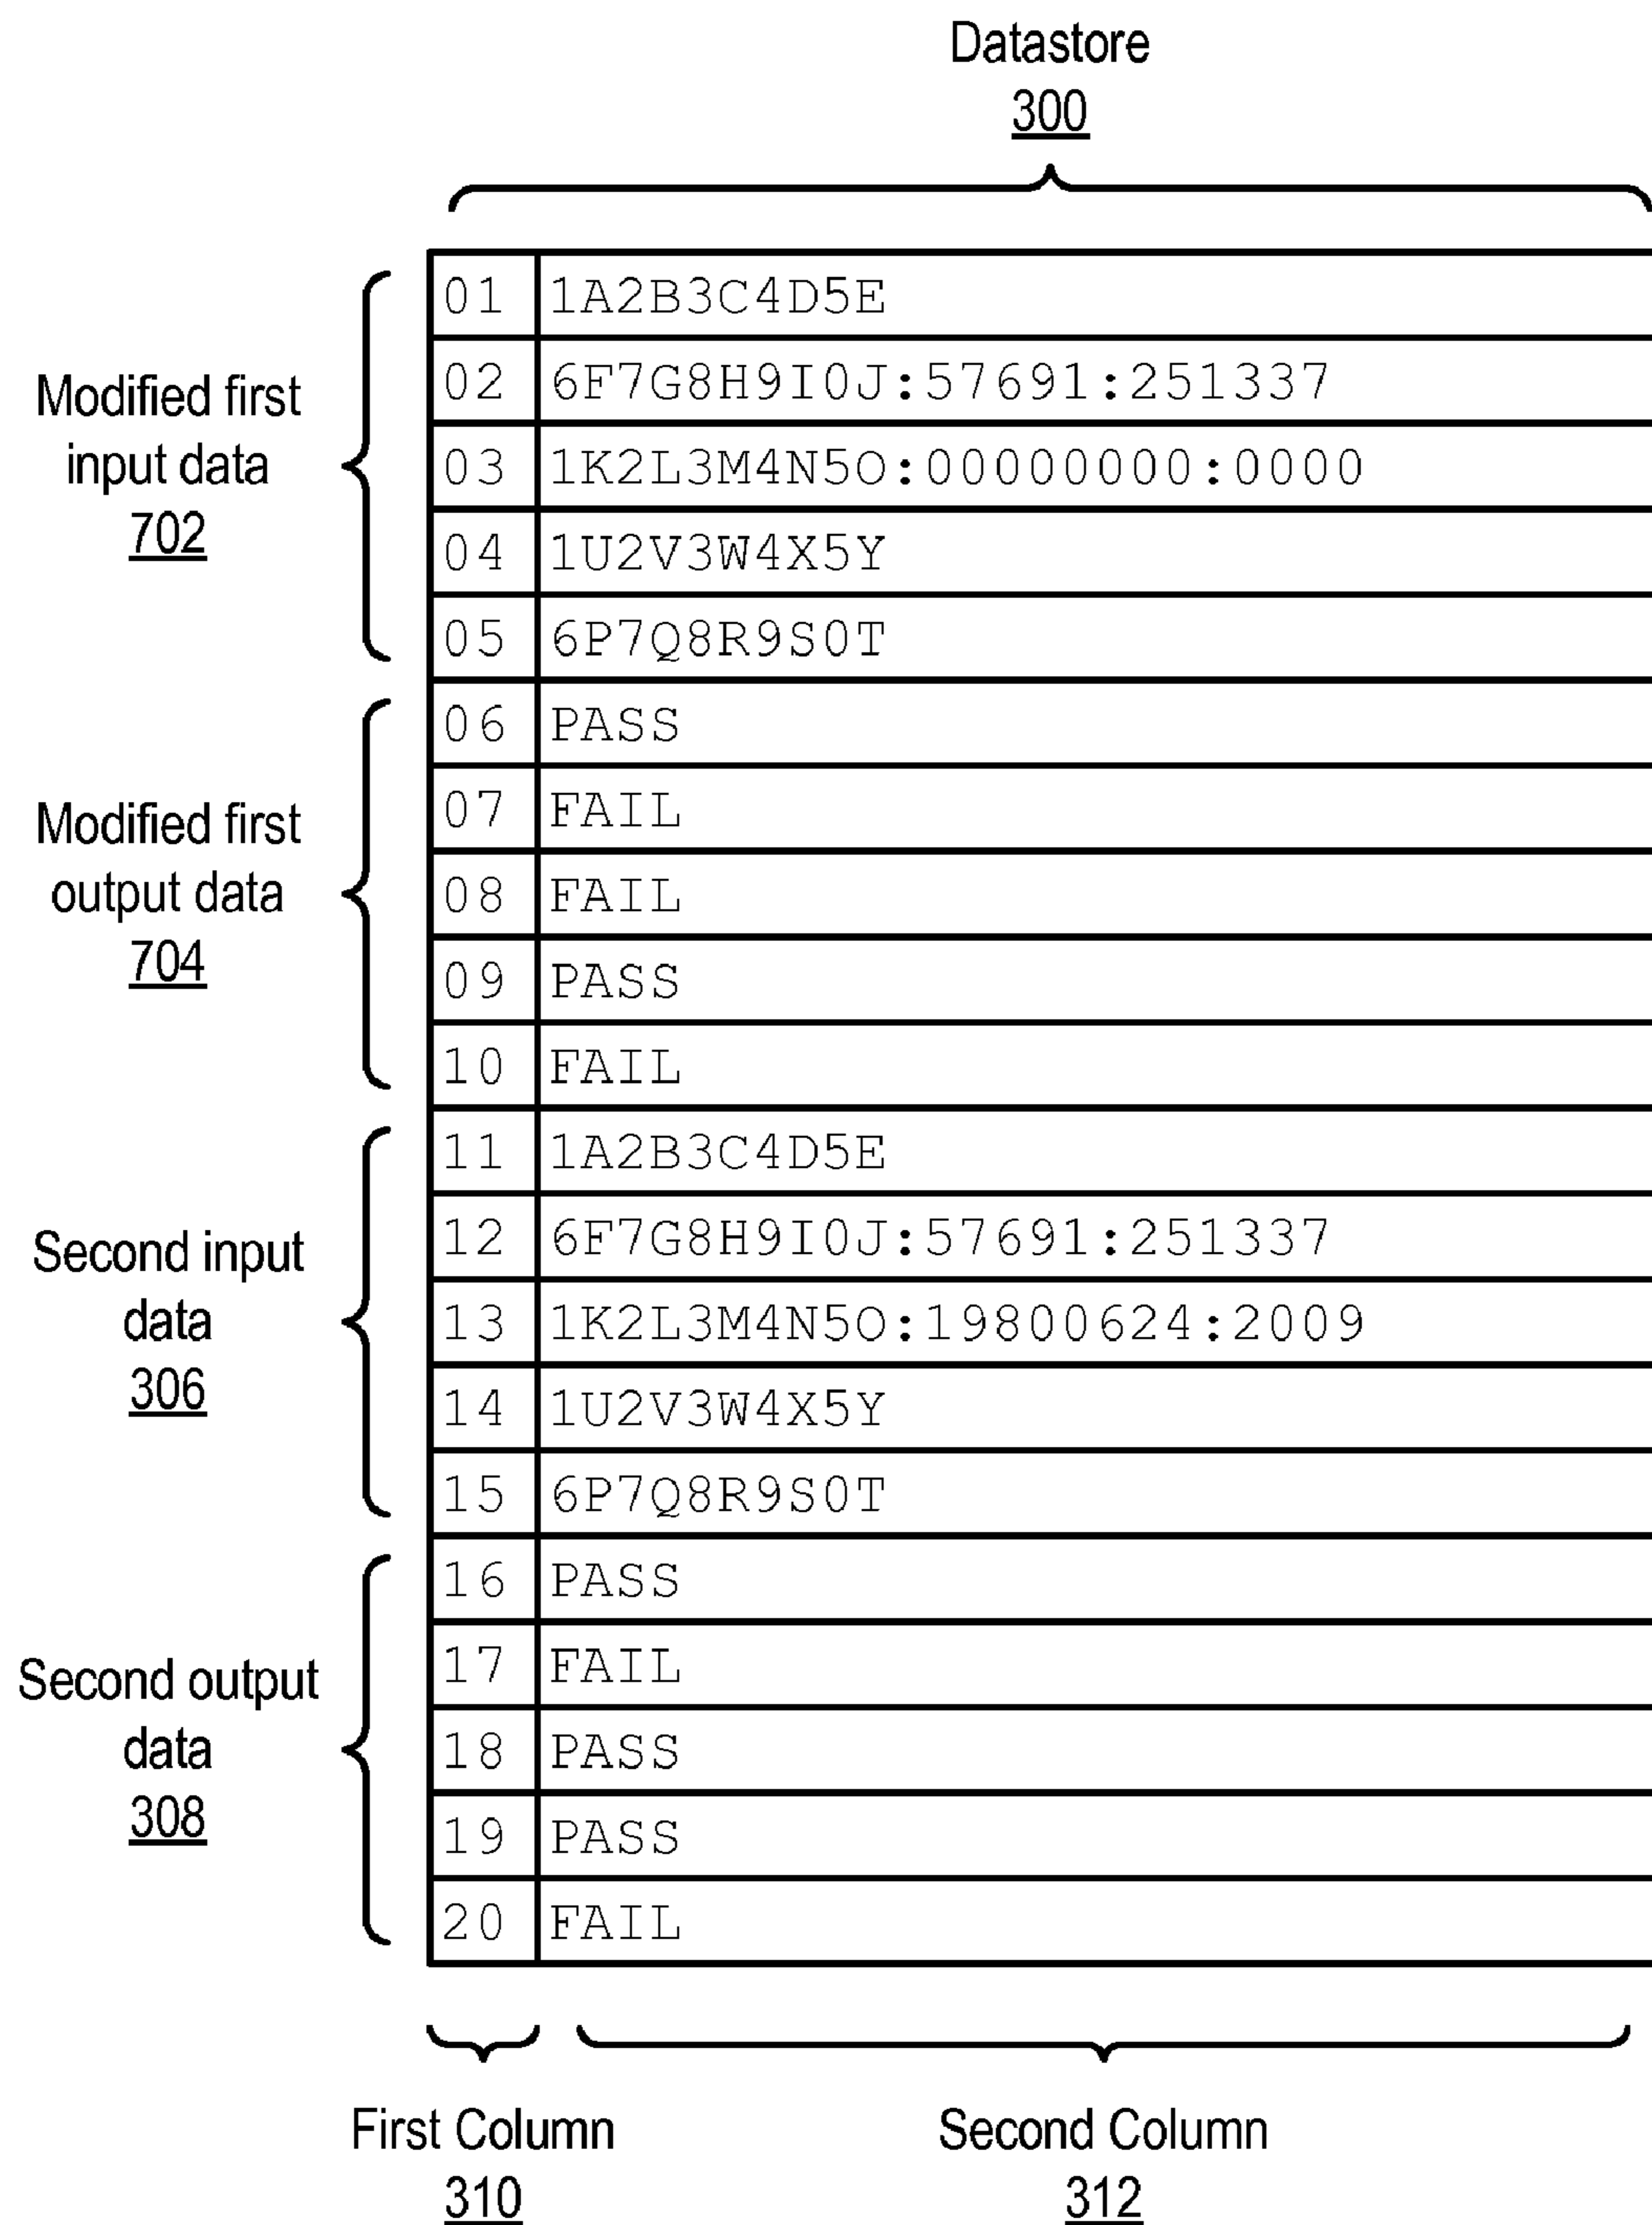 Datastore
300
Modified first
input data
702
01 1A2B3C4D5E
02 6F7G8H9I0J:57691:251337
03 1K2L3M4N5O:00000000:0000
04 1U2V3W4X5Y
05 6P7Q8R9S0T
Modified first
output data
704
06 PASS
07 FAIL
08 FAIL
09 PASS
10 FAIL
Second input
data
306
11 1A2B3C4D5E
12 6F7G8H9I0J:57691:251337
13 1K2L3M4N5O:19800624:2009
14 1U2V3W4X5Y
15 6P7Q8R9S0T
Second output
data
308
16 PASS
17 FAIL
18 PASS
19 PASS
20 FAIL
First Column
310
Second Column
312